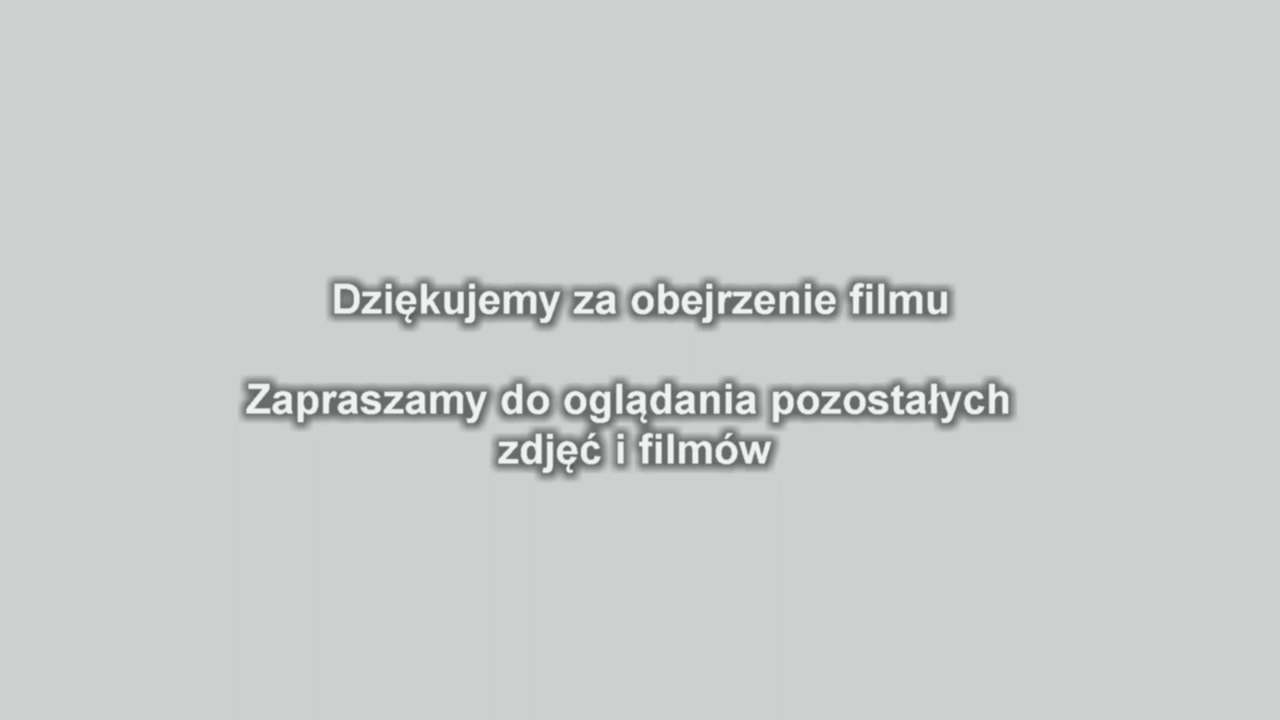 Dziękujemy za obejrzenie filmu
Zapraszamy do oglądania pozostałych
zdjęć i filmów